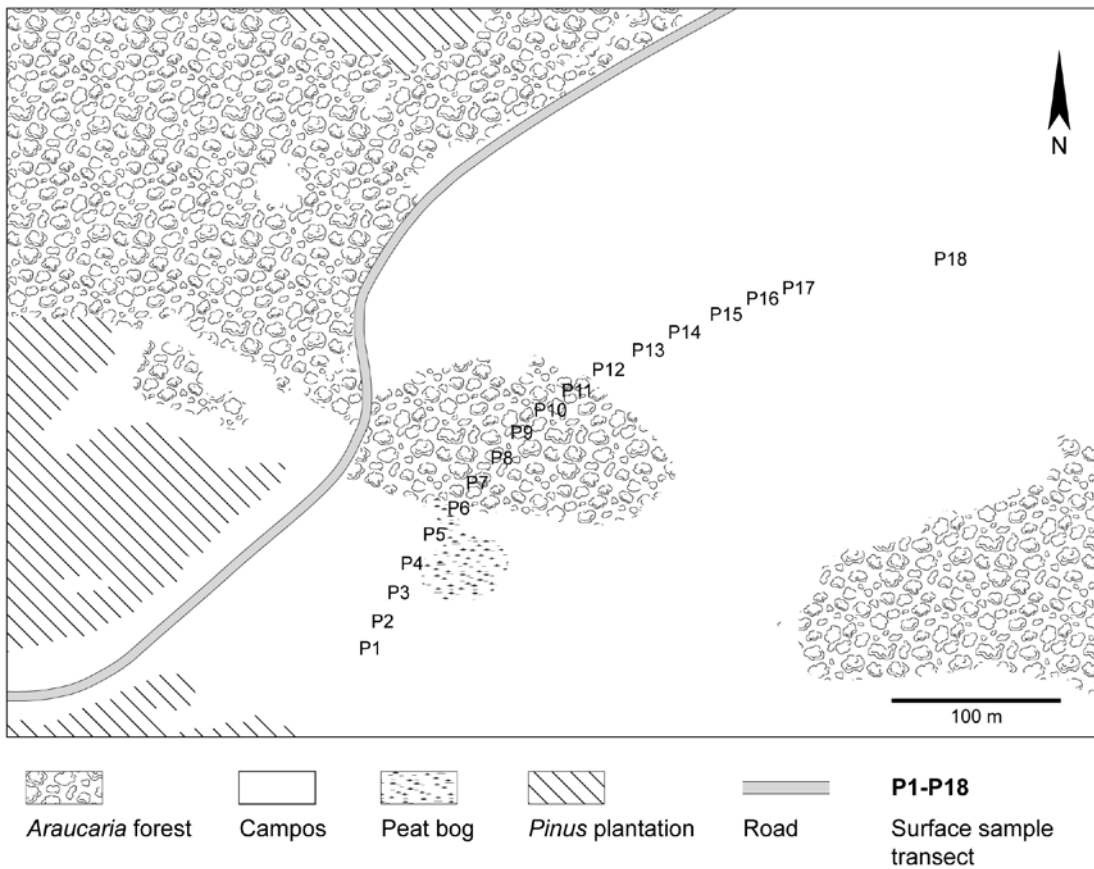 N
P18
P17
P16
P15
P14
P13
P12
P11
P10
P9
P8
P7
P6
P5
P4
P3
P2
P1
100 m
Araucaria forest
Campos
Peat bog
Pinus plantation
Road
P1-P18
Surface sample
transect